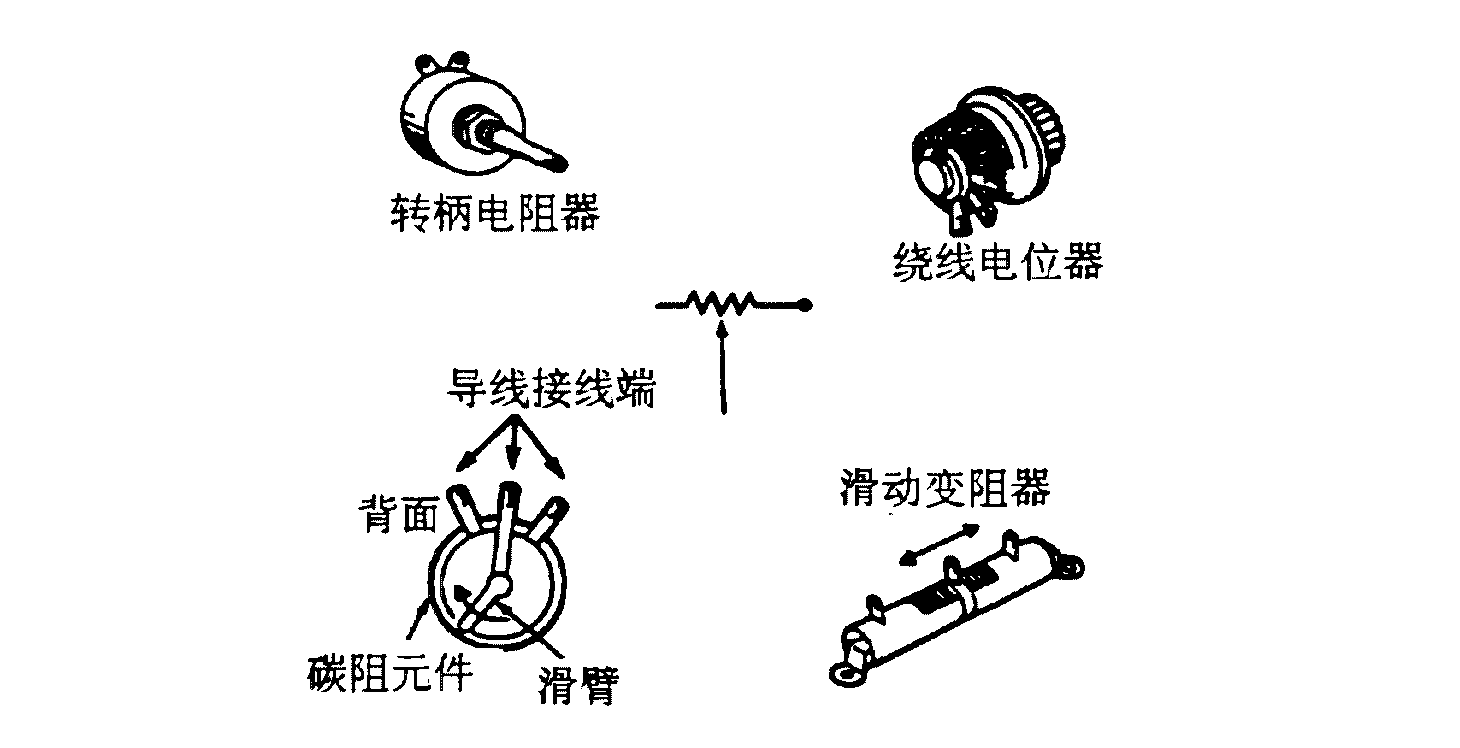 转柄电阻器
绕线电位器
导线接线端
背面
滑动变阻器
碳阻元件
滑臂